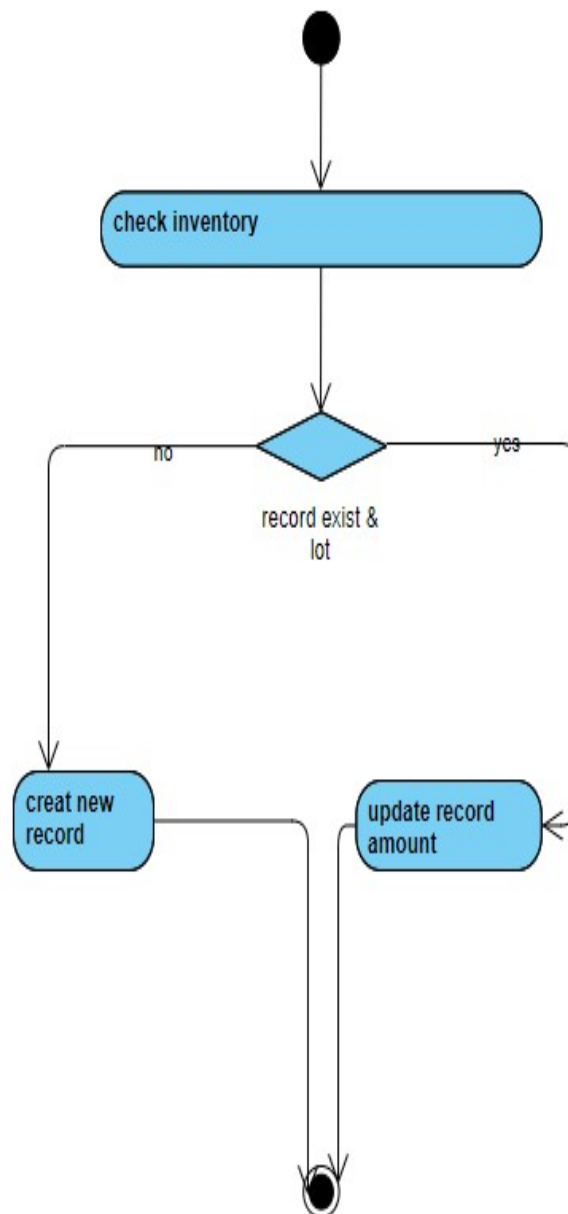 check inventory
no
yes
record exist &
lot
creat new
record
update record
amount